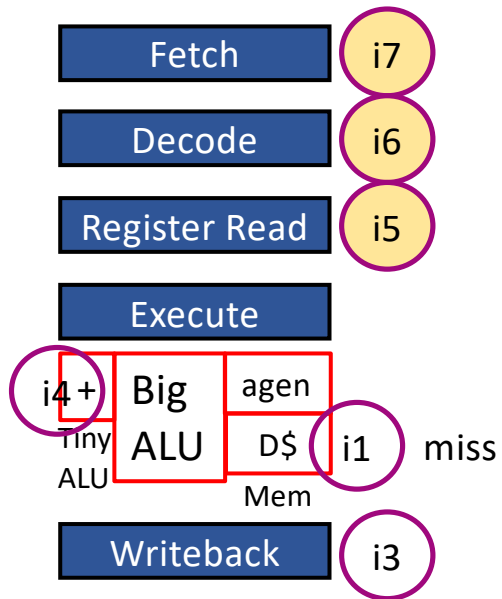 Fetch i7
Decode i6
Register Read i5
Execute
i4 + Big agen
Tiny ALU D$ i1 miss
ALU Mem
Writeback i3